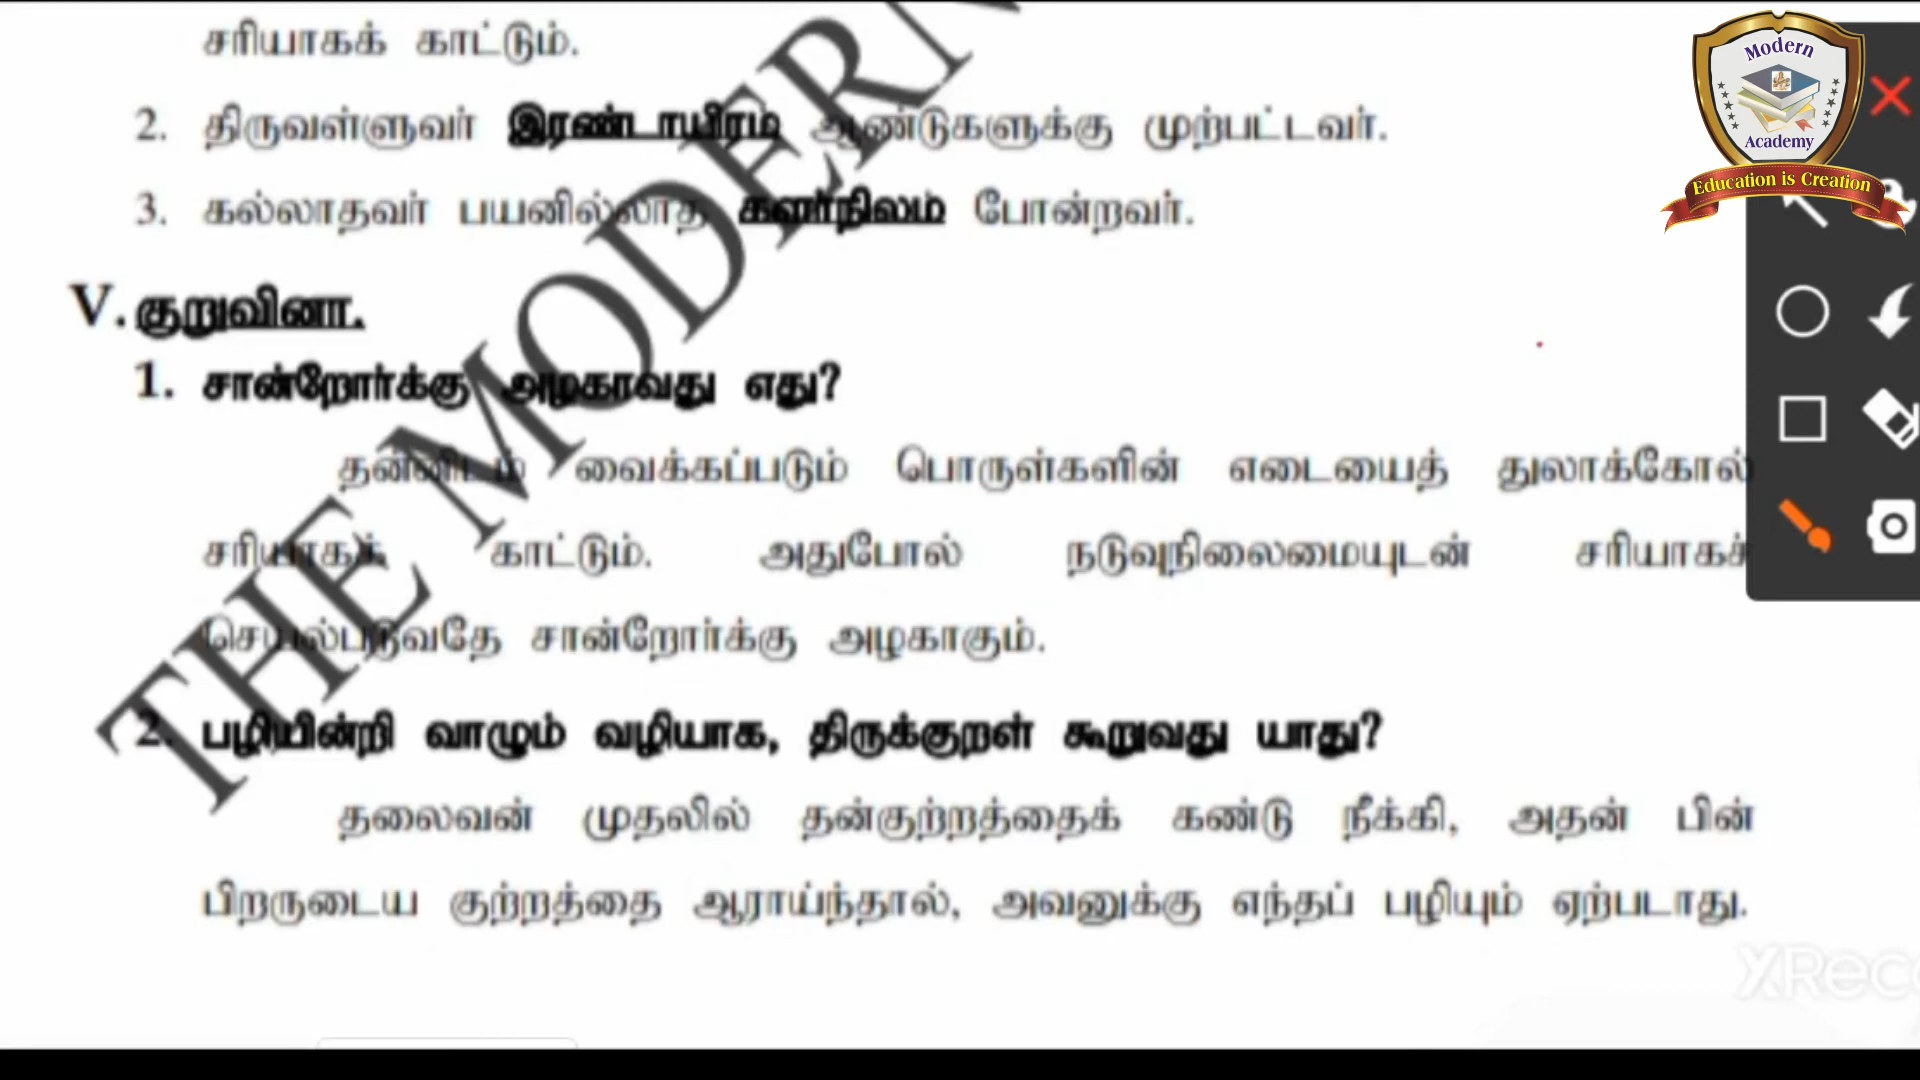 சரியாகக் காட்டும்.
2. திருவள்ளுவர் இரண்டாயிரம் ஆண்டுகளுக்கு முற்பட்டவர்.
3. கல்லாதவர் பயனில்லாத களர்நிலம் போன்றவர்.
V. குறுவினா.
1. சான்றோர்க்கு அழகாவது எது?
தன்னிடம் வைக்கப்படும் பொருள்களின் எடையைத் துலாக்கோல்
சரியாகக் காட்டும். அதுபோல் நடுவுநிலைமையுடன் சரியாகச்
செயல்படுவதே சான்றோர்க்கு அழகாகும்.
2. பழியின்றி வாழும் வழியாக, திருக்குறள் கூறுவது யாது?
தலைவன் முதலில் தன்குற்றத்தைக் கண்டு நீக்கி, அதன் பின்
பிறருடைய குற்றத்தை ஆராய்ந்தால், அவனுக்கு எந்தப் பழியும் ஏற்படாது.
THE MODERN
Modern
Academy
Education is Creation